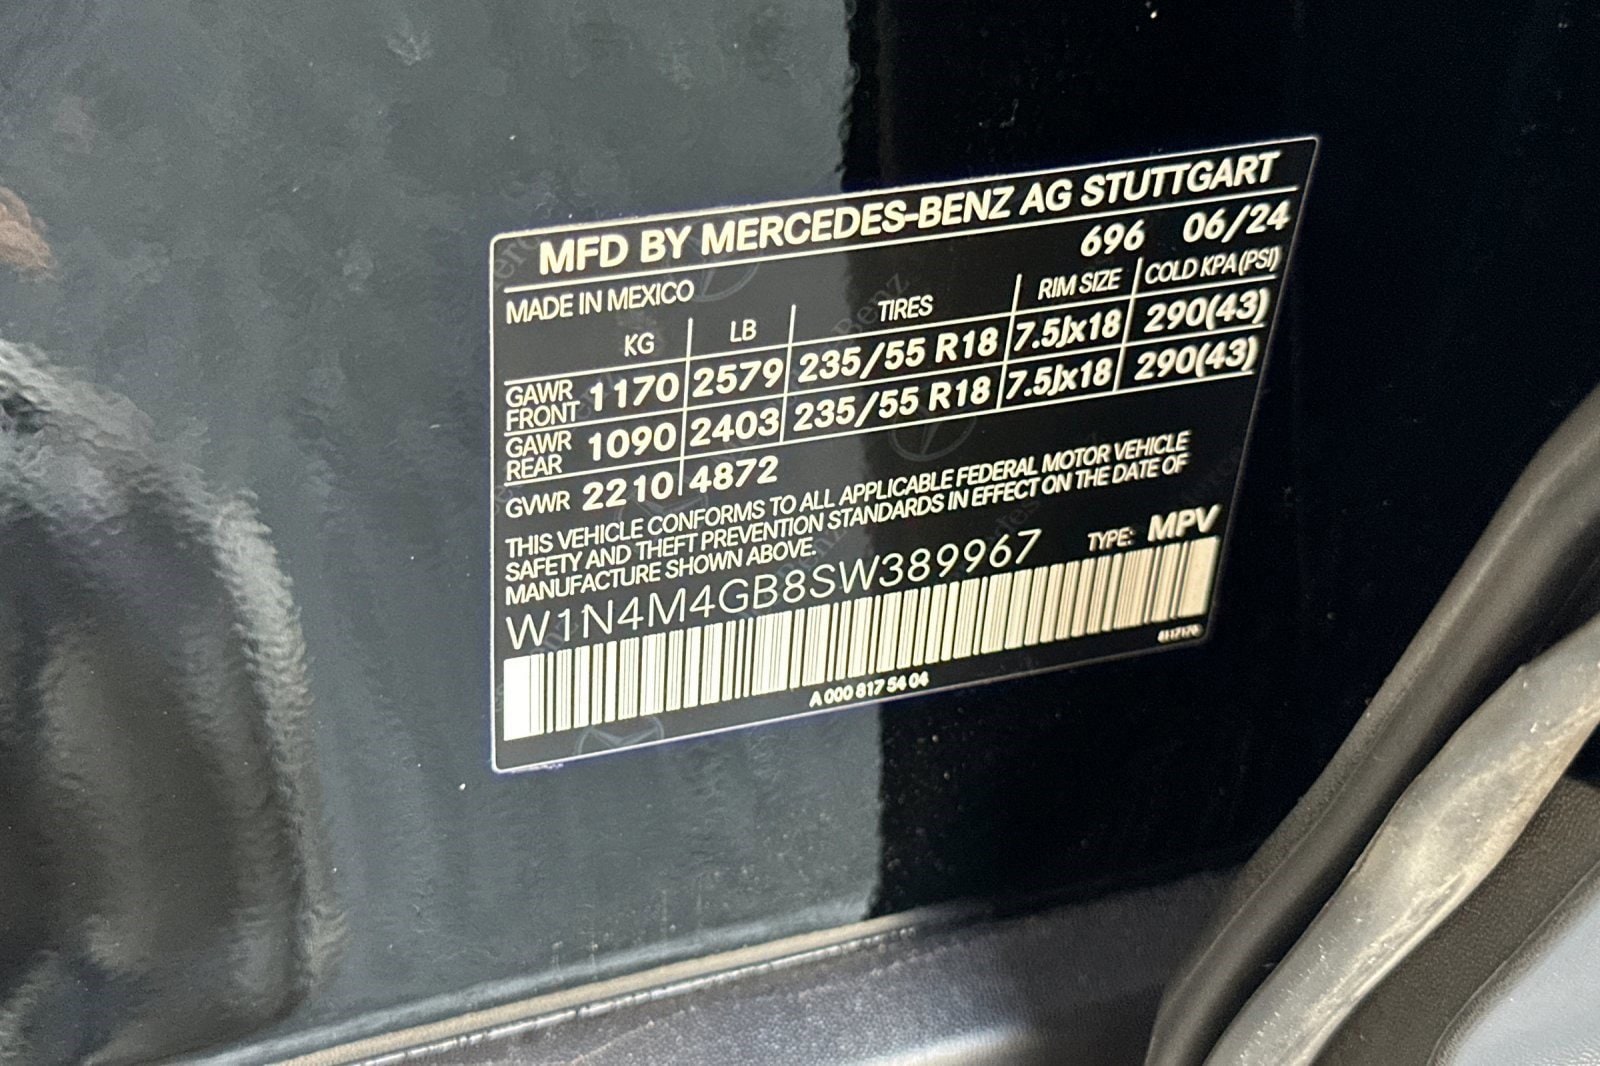 MFD BY MERCEDES-BENZ AG STUTTGART
MADE IN MEXICO 696 06/24
KG LB TIRES RIM SIZE COLD KPA(PSI)
GAWR FRONT 1170 2579 235/55 R18 7.5Jx18 290(43)
GAWR REAR 1090 2403 235/55 R18 7.5Jx18 290(43)
GVWR 2210 4872
THIS VEHICLE CONFORMS TO ALL APPLICABLE FEDERAL MOTOR VEHICLE
SAFETY AND THEFT PREVENTION STANDARDS IN EFFECT ON THE DATE OF
MANUFACTURE SHOWN ABOVE.
W1N4M4GB8SW389967 TYPE: MPV
A 000 817 54 04